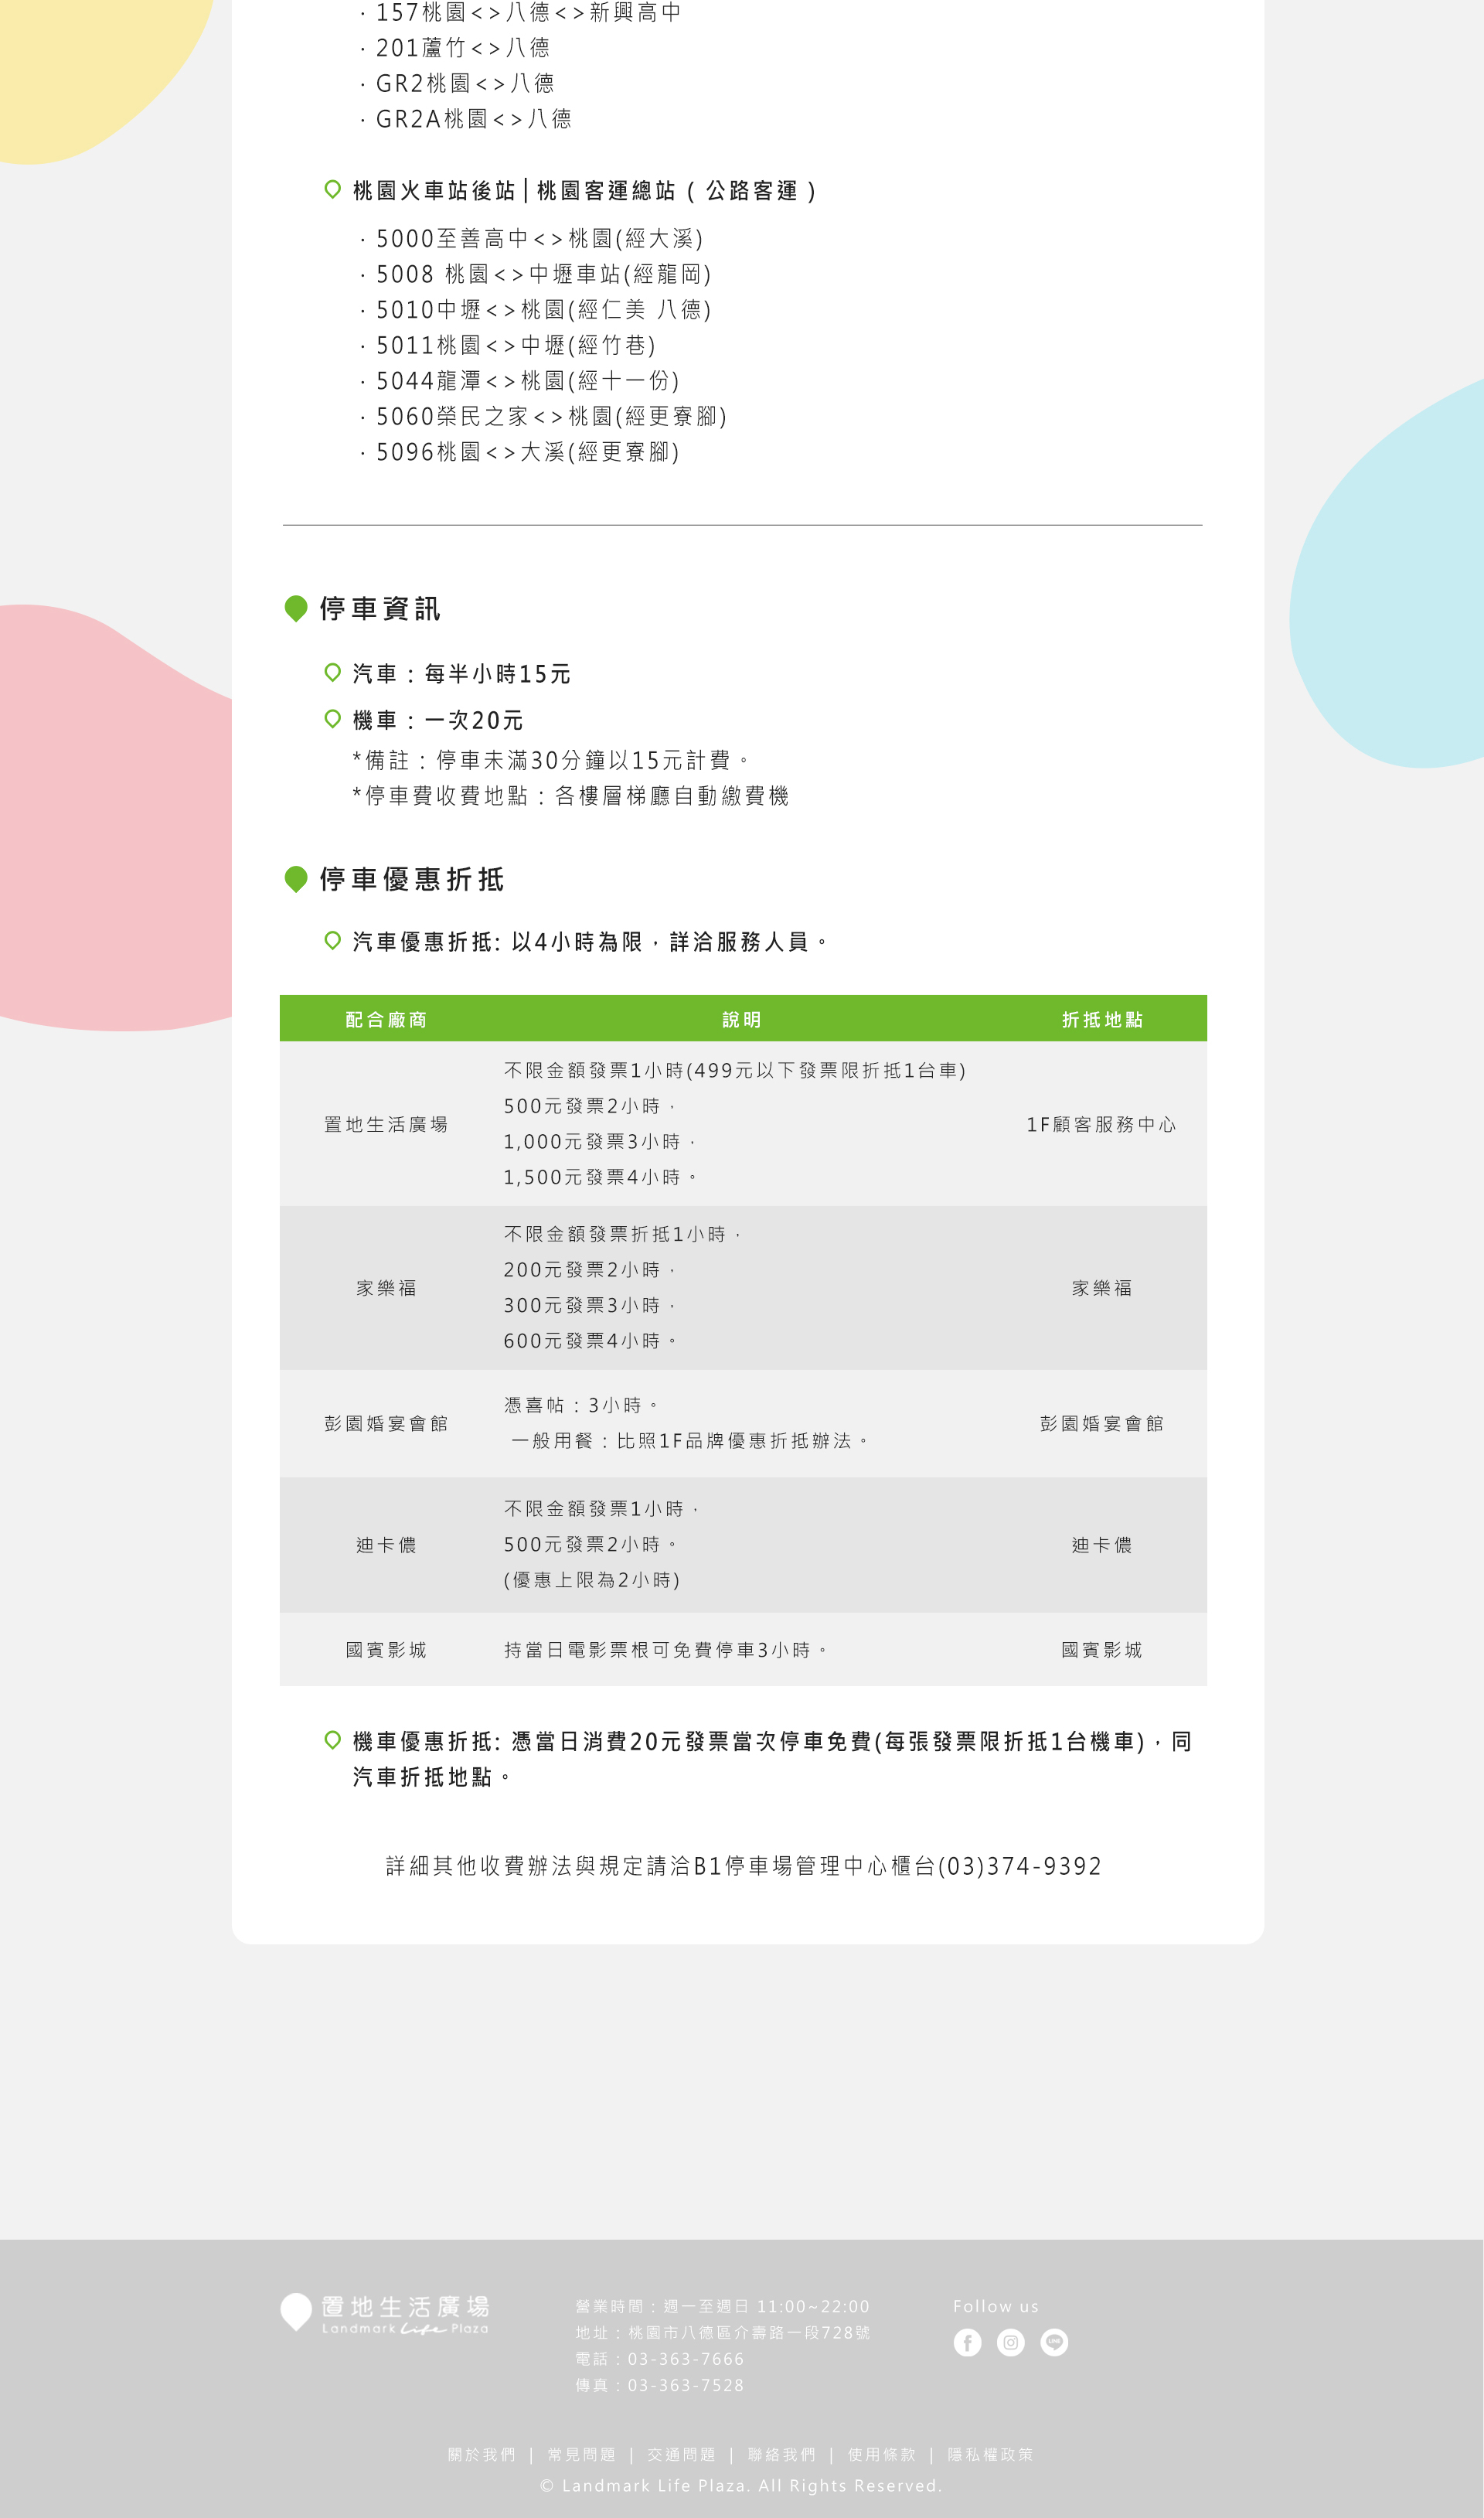 · 157桃園<>八德<>新興高中
· 201蘆竹<>八德
· GR2桃園<>八德
· GR2A桃園<>八德
桃園火車站後站│桃園客運總站（公路客運）
· 5000至善高中<>桃園(經大溪)
· 5008 桃園<>中壢車站(經龍岡)
· 5010中壢<>桃園(經仁美 八德)
· 5011桃園<>中壢(經竹巷)
· 5044龍潭<>桃園(經十一份)
· 5060榮民之家<>桃園(經更寮腳)
· 5096桃園<>大溪(經更寮腳)
停車資訊
汽車：每半小時15元
機車：一次20元
*備註：停車未滿30分鐘以15元計費。
*停車費收費地點：各樓層梯廳自動繳費機
停車優惠折抵
汽車優惠折抵: 以4小時為限，詳洽服務人員。
配合廠商 說明 折抵地點
不限金額發票1小時(499元以下發票限折抵1台車)
500元發票2小時，
置地生活廣場 1F顧客服務中心
1,000元發票3小時，
1,500元發票4小時。
不限金額發票折抵1小時，
200元發票2小時，
家樂福 家樂福
300元發票3小時，
600元發票4小時。
憑喜帖：3小時。
彭園婚宴會館 彭園婚宴會館
一般用餐：比照1F品牌優惠折抵辦法。
不限金額發票1小時，
迪卡儂 500元發票2小時。 迪卡儂
(優惠上限為2小時)
國賓影城 持當日電影票根可免費停車3小時。 國賓影城
機車優惠折抵: 憑當日消費20元發票當次停車免費(每張發票限折抵1台機車)，同
汽車折抵地點。
詳細其他收費辦法與規定請洽B1停車場管理中心櫃台(03)374-9392
置地生活廣場
Landmark Life Plaza
營業時間：週一至週日 11:00~22:00
地址：桃園市八德區介壽路一段728號
電話：03-363-7666
傳真：03-363-7528
Follow us
LINE
關於我們 | 常見問題 | 交通問題 | 聯絡我們 | 使用條款 | 隱私權政策
© Landmark Life Plaza. All Rights Reserved.